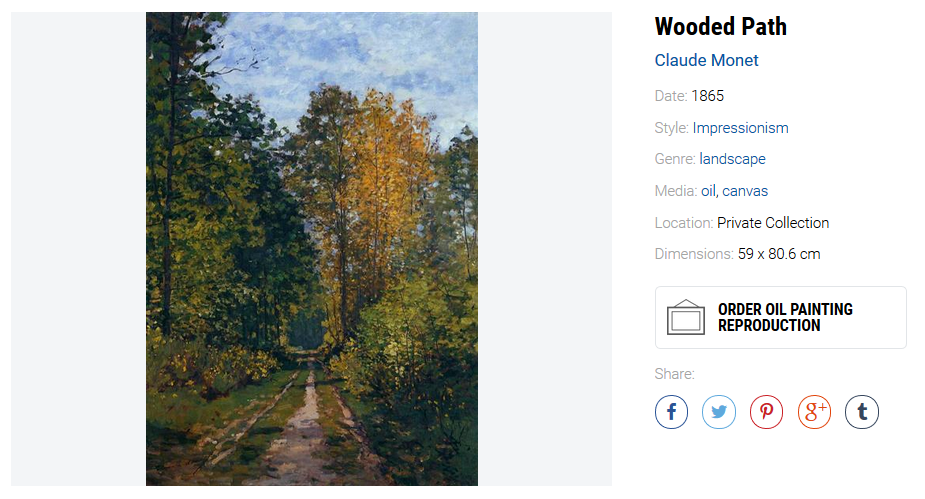 Wooded Path
Claude Monet
Date: 1865
Style: Impressionism
Genre: landscape
Media: oil, canvas
Location: Private Collection
Dimensions: 59 x 80.6 cm
ORDER OIL PAINTING
REPRODUCTION
Share:
f
p
g+
t